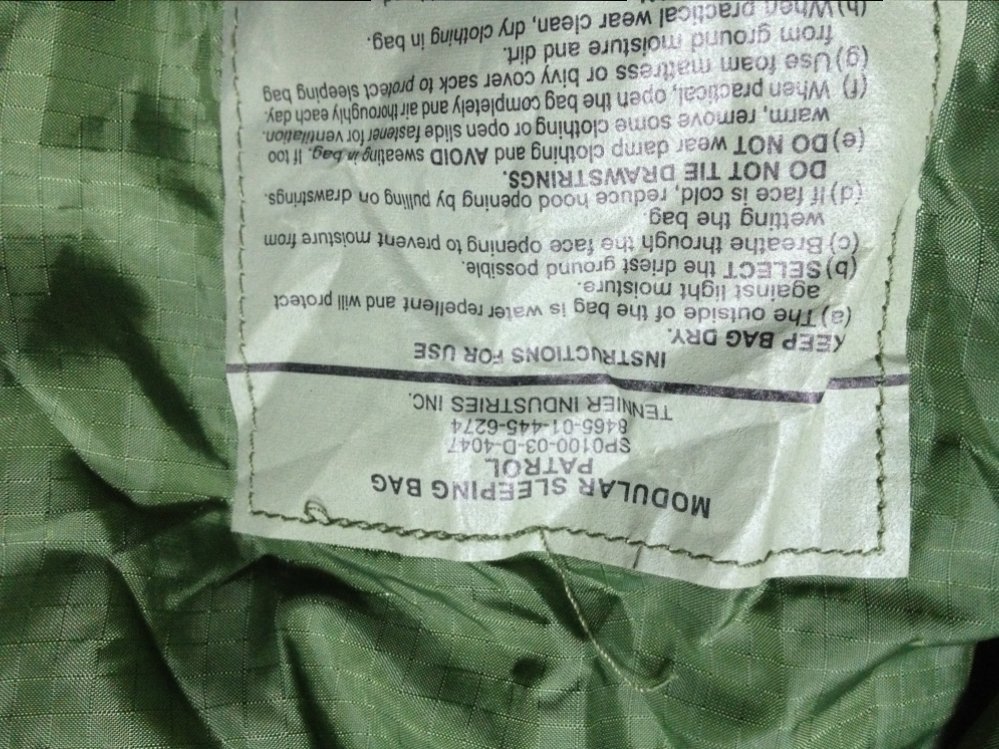 MODULAR SLEEPING BAG
PATROL
SP0100-03-D-4047
8465-01-445-6274
TENNIER INDUSTRIES INC.
INSTRUCTIONS FOR USE
KEEP BAG DRY.
(a) The outside of the bag is water repellent and will protect
against light moisture.
(b) SELECT the driest ground possible.
(c) Breathe through the face opening to prevent moisture from
wetting the bag.
(d) If face is cold, reduce hood opening by pulling on drawstrings.
DO NOT TIE DRAWSTRINGS.
(e) DO NOT wear damp clothing and AVOID sweating in bag. If too
warm, remove some clothing or open slide fastener for ventilation.
(f) When practical, open the bag completely and air thoroughly each day.
(g) Use foam mattress or bivy cover sack to protect sleeping bag
from ground moisture and dirt.
(h) When practical wear clean, dry clothing in bag.